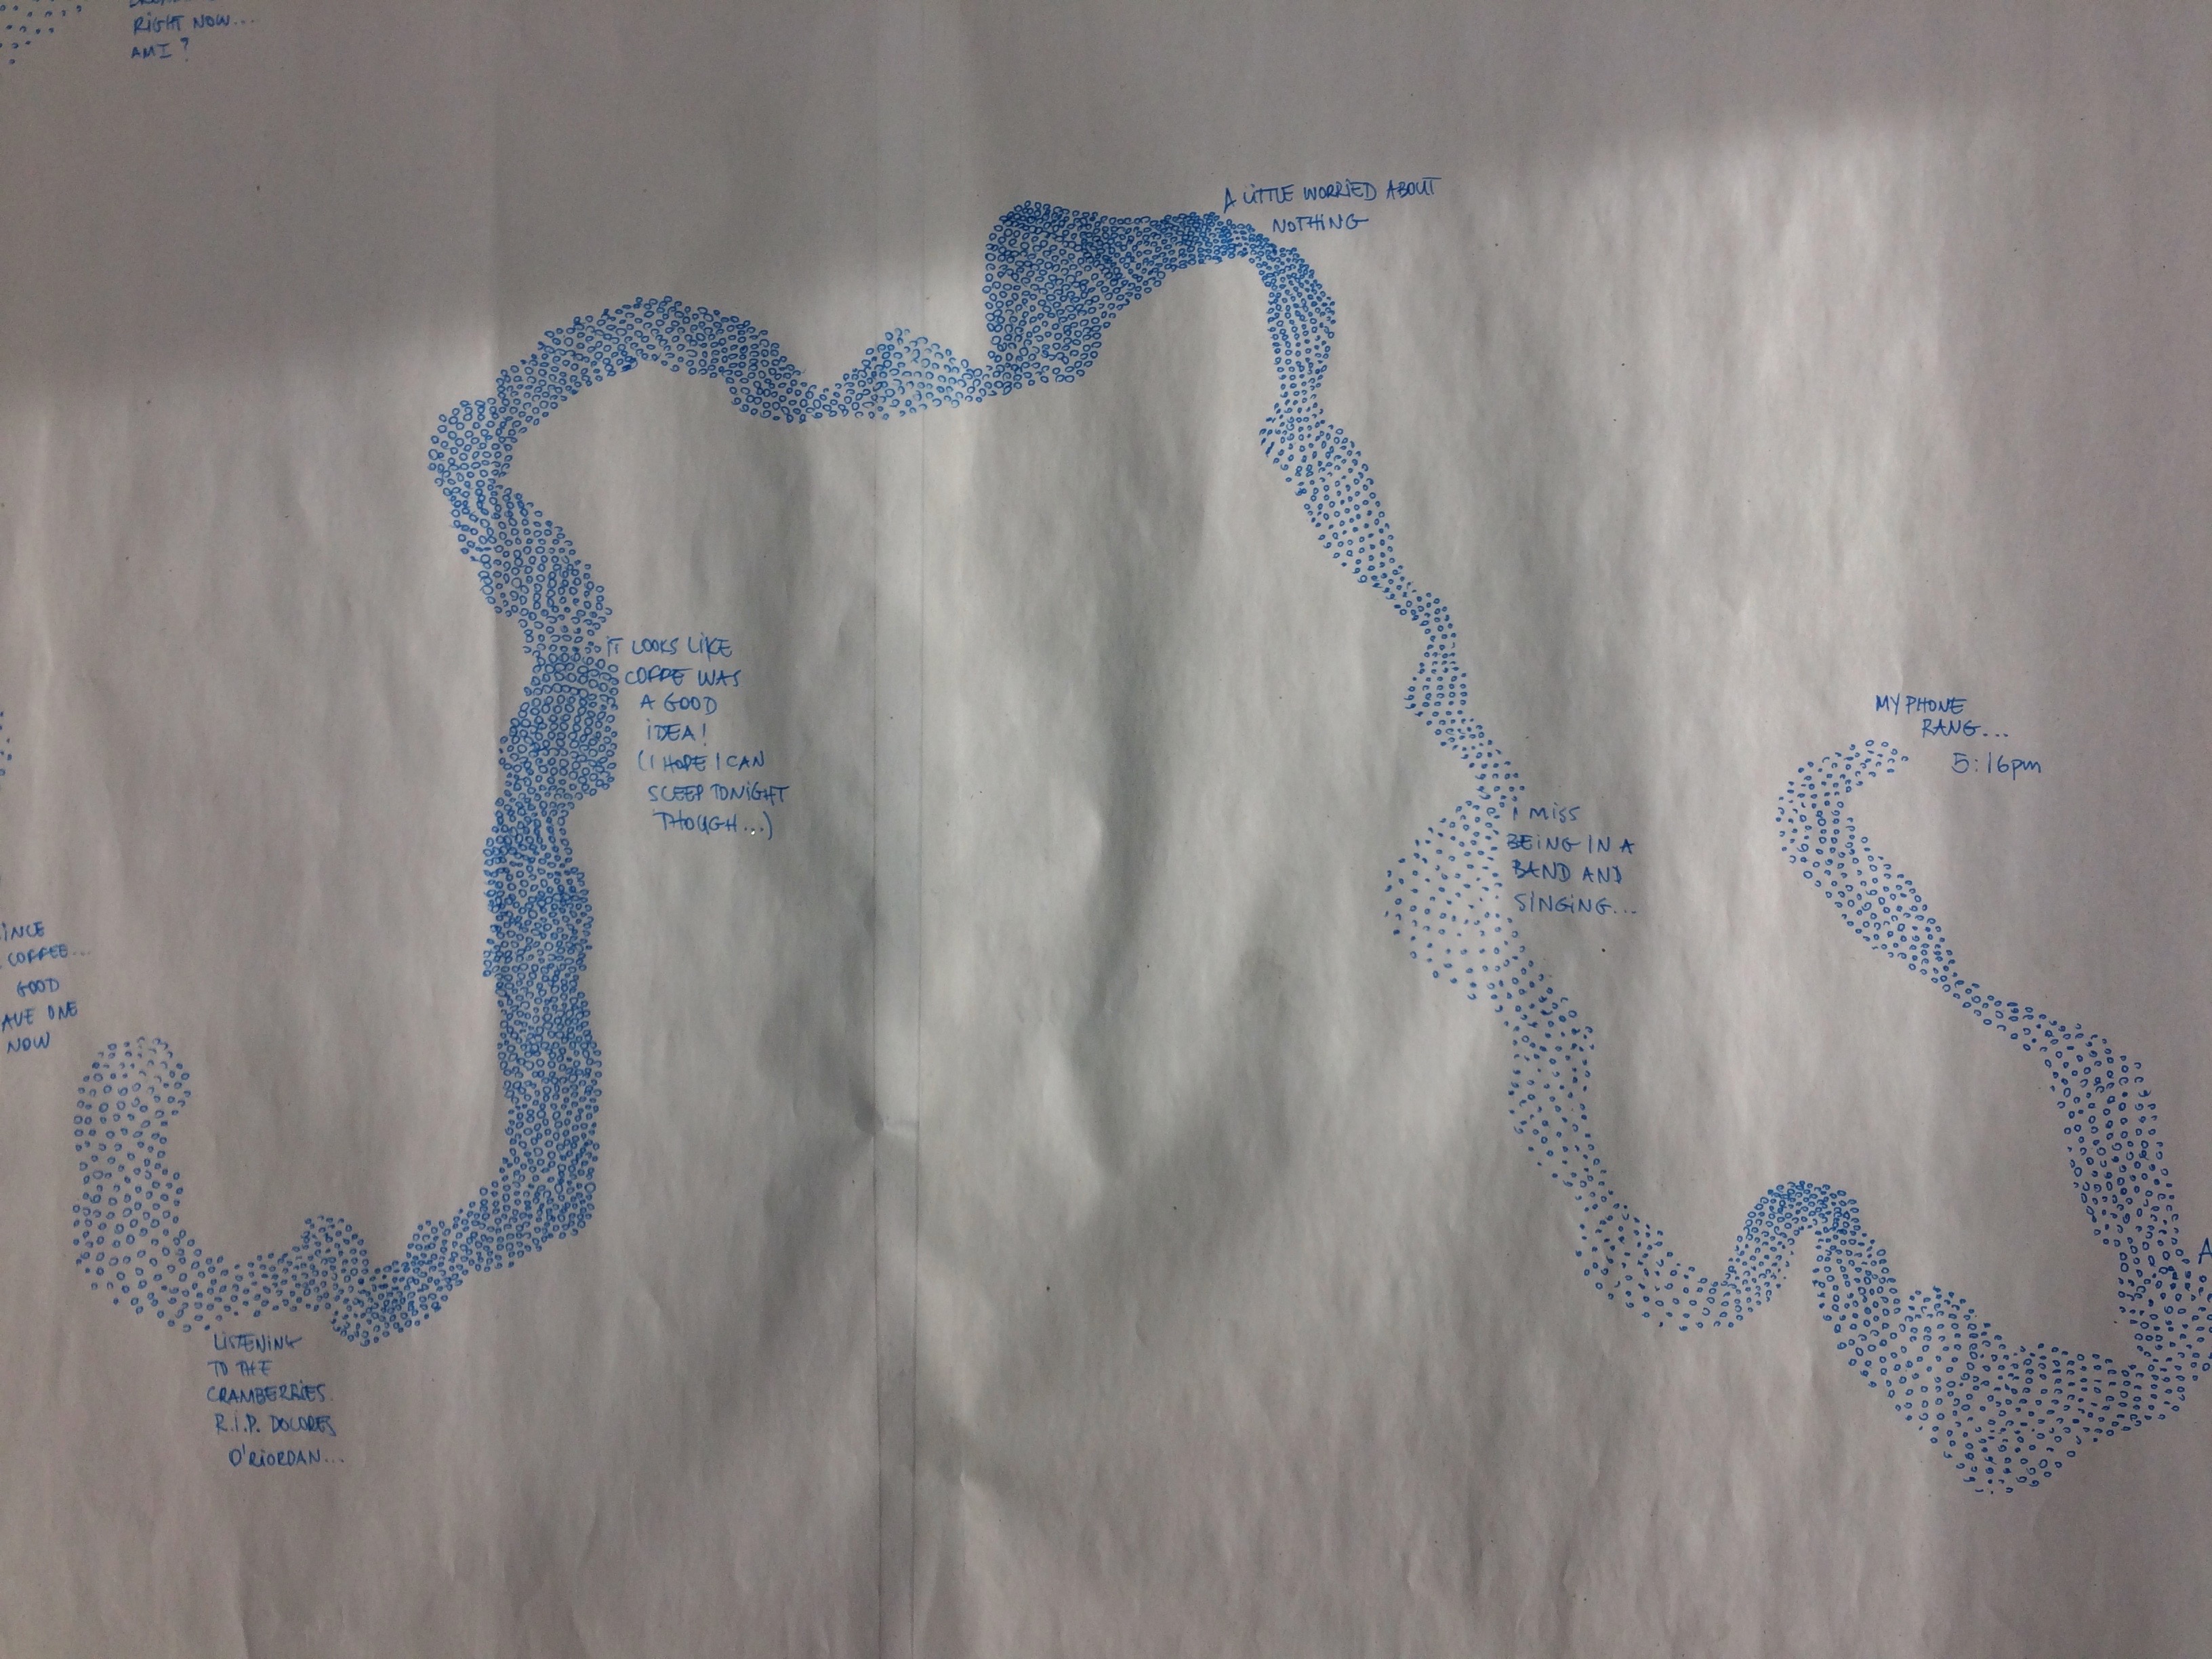 RIGHT NOW...
AM I?
A LITTLE WORRIED ABOUT
NOTHING
IT LOOKS LIKE
COFFE WAS
A GOOD
IDEA!
(I HOPE I CAN
SLEEP TONIGHT
THOUGH...)
MY PHONE
RANG...
5:16pm
I MISS
BEING IN A
BAND AND
SINGING...
INCE
COFFEE...
GOOD
AVE ONE
NOW
LISTENING
TO THE
CRAMBERRIES.
R.I.P. DOLORES
O'RIORDAN...
A